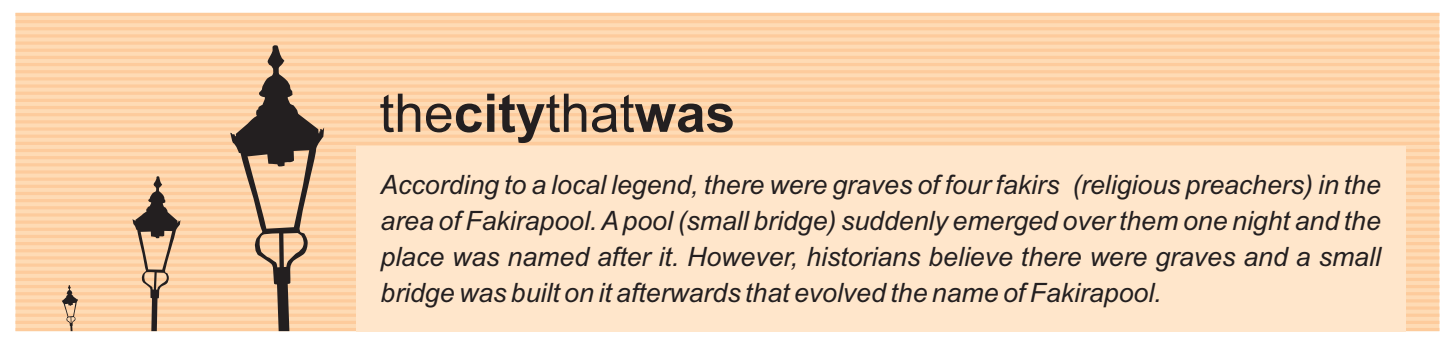 thecitythatwas
According to a local legend, there were graves of four fakirs (religious preachers) in the
area of Fakirapool. A pool (small bridge) suddenly emerged over them one night and the
place was named after it. However, historians believe there were graves and a small
bridge was built on it afterwards that evolved the name of Fakirapool.